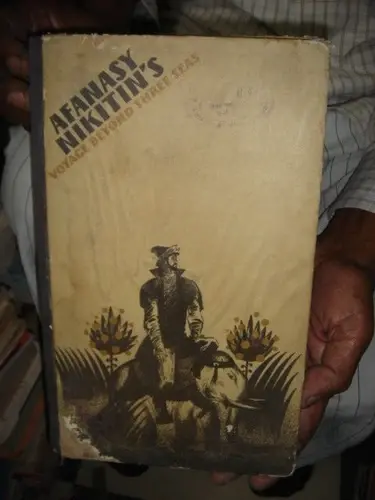 AFANASY
NIKITIN'S
VOYAGE BEYOND THREE SEAS